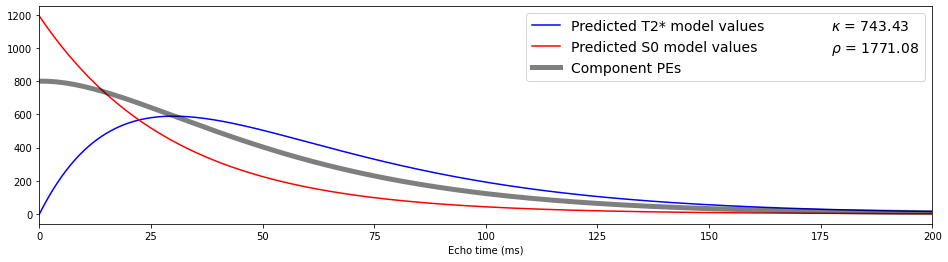 1200
1000
800
600
400
200
0
Predicted T2* model values κ = 743.43
Predicted S0 model values ρ = 1771.08
Component PEs
0 25 50 75 100 125 150 175 200
Echo time (ms)